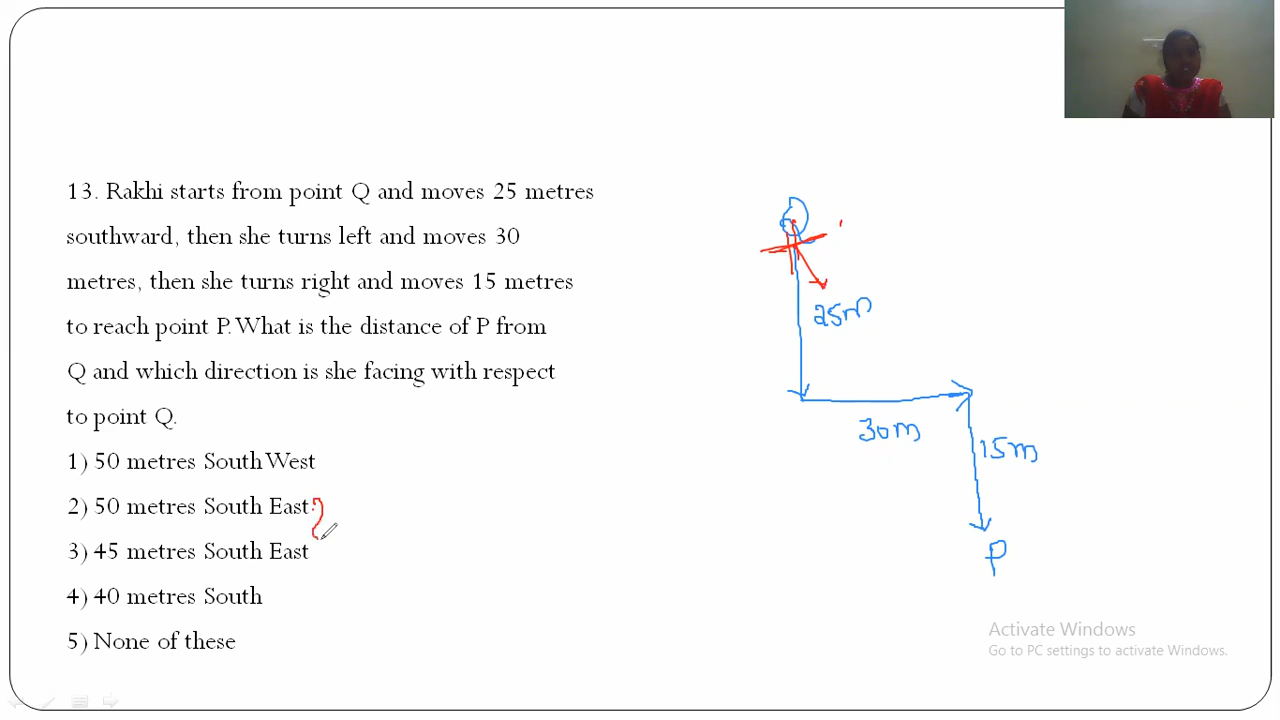 13. Rakhi starts from point Q and moves 25 metres
southward, then she turns left and moves 30
metres, then she turns right and moves 15 metres
to reach point P. What is the distance of P from
Q and which direction is she facing with respect
to point Q.
1) 50 metres South West
2) 50 metres South East
3) 45 metres South East
4) 40 metres South
5) None of these
Q
25m
30m
15m
P
Activate Windows
Go to PC settings to activate Windows.